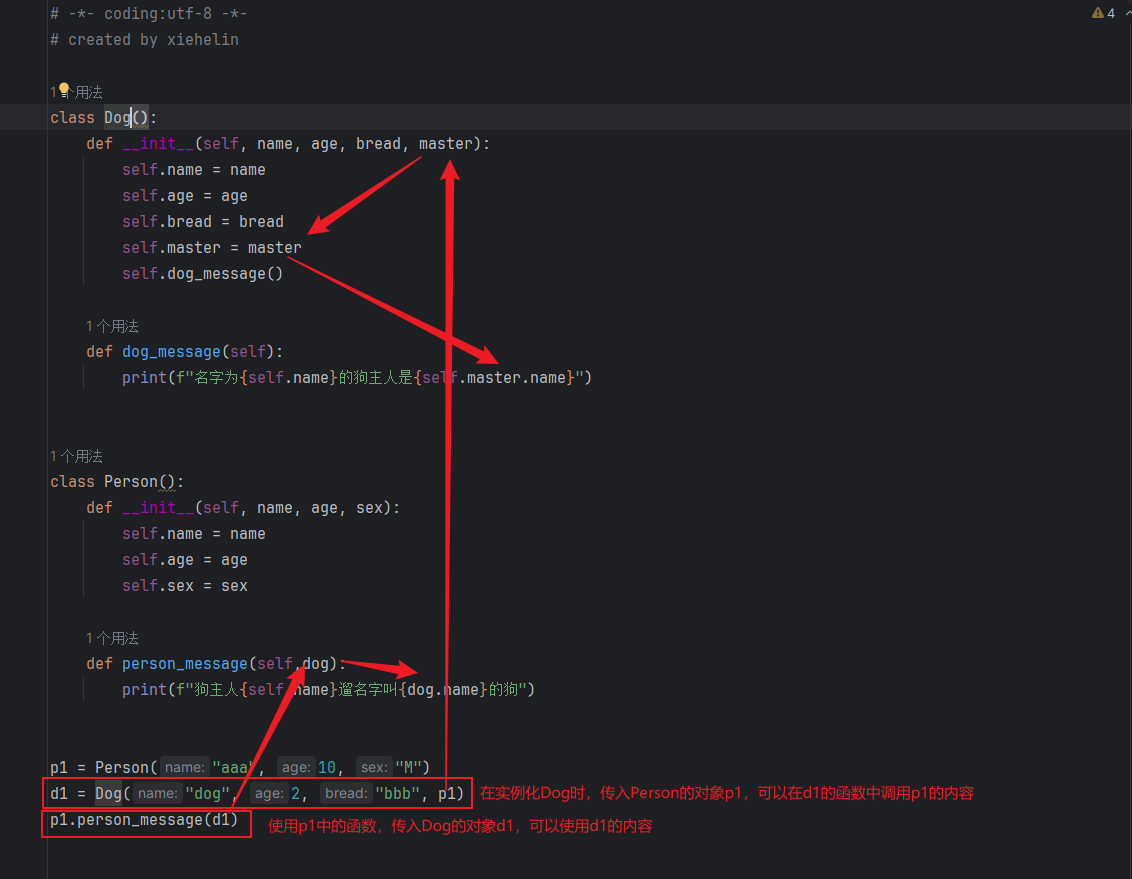 # -*- coding:utf-8 -*-
4
# created by xiehelin
1个用法
class Dog():
def __init__(self, name, age, bread, master):
self.name = name
self.age = age
self.bread = bread
self.master = master
self.dog_message()
1 个用法
def dog_message(self):
print(f"名字为{self.name}的狗主人是{self.master.name}")
1 个用法
class Person():
def __init__(self, name, age, sex):
self.name = name
self.age = age
self.sex = sex
1 个用法
def person_message(self,dog):
print(f"狗主人{self.name}遛名字叫{dog.name}的狗")
p1 = Person( name: "aaa", age: 10, sex: "M")
d1 = Dog( name: "dog", age: 2, bread: "bbb", p1) 在实例化Dog时，传入Person的对象p1，可以在d1的函数中调用p1的内容
p1.person_message(d1) 使用p1中的函数，传入Dog的对象d1，可以使用d1的内容